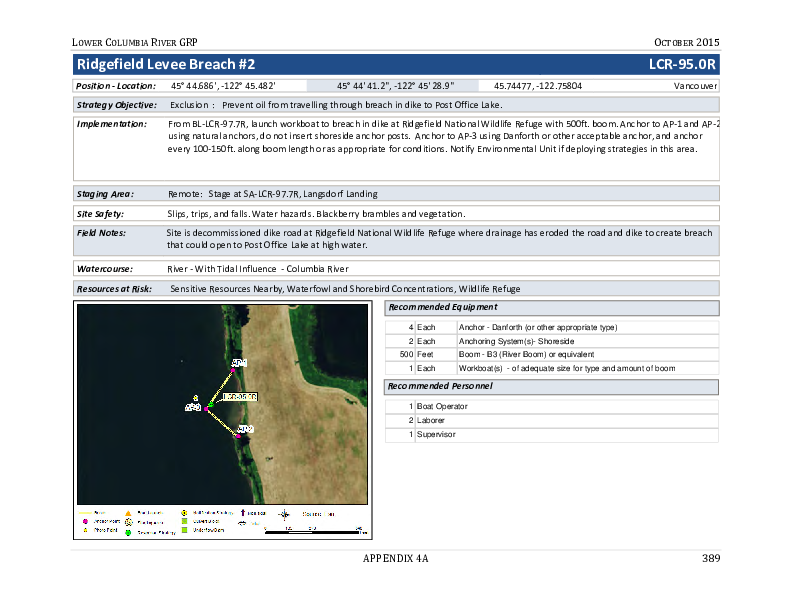 LOWER COLUMBIA RIVER GRP
OCTOBER 2015
Ridgefield Levee Breach #2
LCR-95.0R
Position - Location: 45° 44.686', -122° 45.482' 45° 44' 41.2", -122° 45' 28.9" 45.74477, -122.75804 Vancouver
Strategy Objective: Exclusion : Prevent oil from travelling through breach in dike to Post Office Lake.
Implementation: From BL-LCR-97.7R, launch workboat to breach in dike at Ridgefield National Wildlife Refuge with 500ft. boom. Anchor to AP-1 and AP-2
using natural anchors, do not insert shoreside anchor posts. Anchor to AP-3 using Danforth or other acceptable anchor, and anchor
every 100-150ft. along boom length or as appropriate for conditions. Notify Environmental Unit if deploying strategies in this area.
Staging Area: Remote: Stage at SA-LCR-97.7R, Langsdorf Landing
Site Safety: Slips, trips, and falls. Water hazards. Blackberry brambles and vegetation.
Field Notes: Site is decommissioned dike road at Ridgefield National Wildlife Refuge where drainage has eroded the road and dike to create breach
that could open to Post Office Lake at high water.
Watercourse: River - With Tidal Influence - Columbia River
Resources at Risk: Sensitive Resources Nearby, Waterfowl and Shorebird Concentrations, Wildlife Refuge
AP-1
LCR-95.0R
AP-3
AP-2
Recommended Equipment
4 Each Anchor - Danforth (or other appropriate type)
2 Each Anchoring System(s)- Shoreside
500 Feet Boom - B3 (River Boom) or equivalent
1 Each Workboat(s) - of adequate size for type and amount of boom
Recommended Personnel
1 Boat Operator
2 Laborer
1 Supervisor
APPENDIX 4A
389